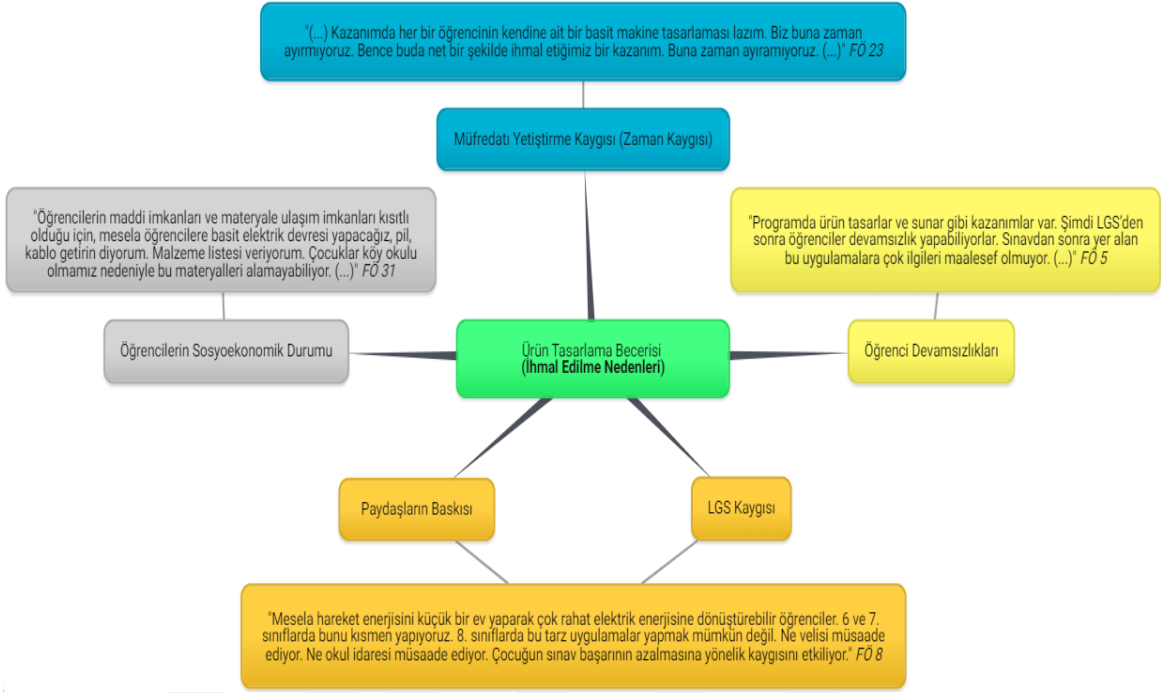 "(...) Kazanımda her bir öğrencinin kendine ait bir basit makine tasarlaması lazım. Biz buna zaman
ayırmıyoruz. Bence buda net bir şekilde ihmal etiğimiz bir kazanım. Buna zaman ayıramıyoruz. (...)" FÖ 23
Müfredatı Yetiştirme Kaygısı (Zaman Kaygısı)
"Öğrencilerin maddi imkanları ve materyale ulaşım imkanları kısıtlı
olduğu için, mesela öğrencilere basit elektrik devresi yapacağız, pil,
kablo getirin diyorum. Malzeme listesi veriyorum. Çocuklar köy okulu
olmamız nedeniyle bu materyalleri alamayabiliyor. (...)" FÖ 31
"Programda ürün tasarlar ve sunar gibi kazanımlar var. Şimdi LGS'den
sonra öğrenciler devamsızlık yapabiliyorlar. Sınavdan sonra yer alan
bu uygulamalara çok ilgileri maalesef olmuyor. (...)" FÖ 5
Öğrencilerin Sosyoekonomik Durumu
Ürün Tasarlama Becerisi
(İhmal Edilme Nedenleri)
Öğrenci Devamsızlıkları
Paydaşların Baskısı
LGS Kaygısı
"Mesela hareket enerjisini küçük bir ev yaparak çok rahat elektrik enerjisine dönüştürebilir öğrenciler. 6 ve 7.
sınıflarda bunu kısmen yapıyoruz. 8. sınıflarda bu tarz uygulamalar yapmak mümkün değil. Ne velisi müsaade
ediyor. Ne okul idaresi müsaade ediyor. Çocuğun sınav başarının azalmasına yönelik kaygısını etkiliyor." FÖ 8